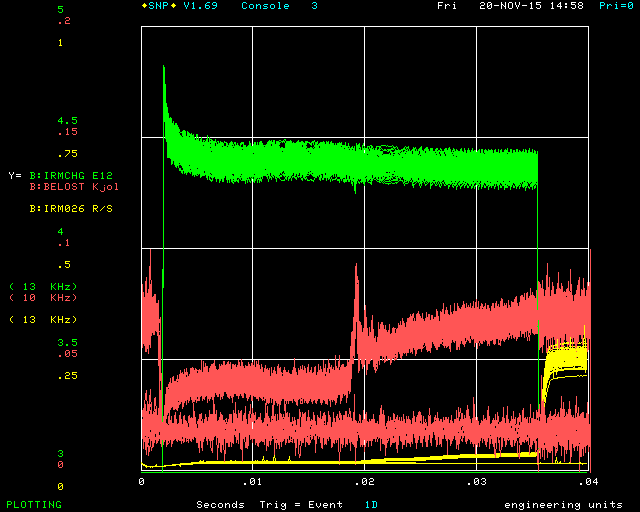 5 ◆SNP◆ V1.69 Console 3 Fri 20-NOV-15 14:58 Pri=0
.2
1
4.5
.15
.75
Y= B:IRMCHG E12
B:BELOST Kjol
B:IRM026 R/S
4
.1
.5
( 13 KHz)
( 10 KHz)
( 13 KHz)
3.5
.05
.25
3
0
0 .01 .02 .03 .04
0
PLOTTING Seconds Trig = Event 1D engineering units